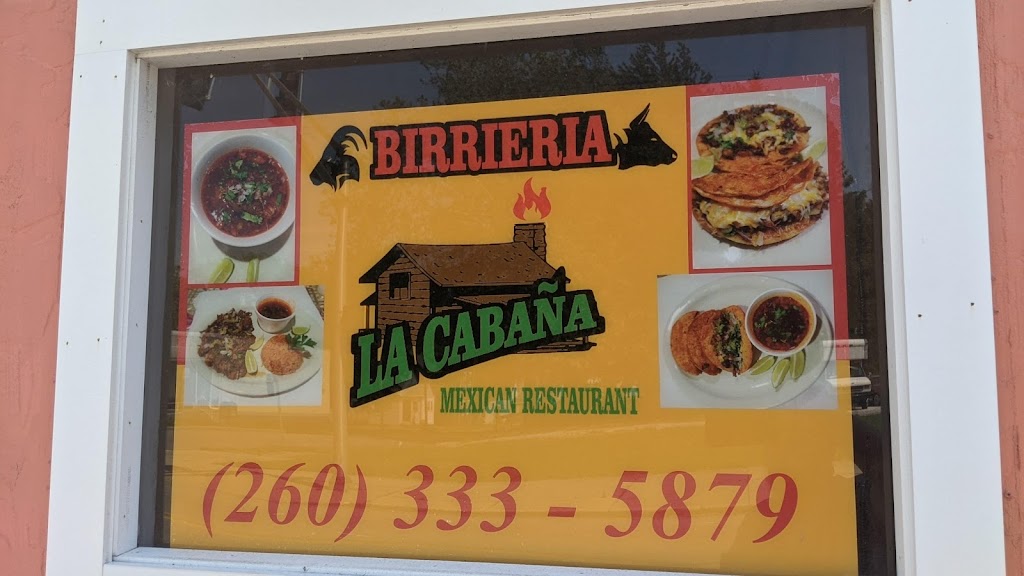 BIRRIERIA
LA CABAÑA
MEXICAN RESTAURANT
(260) 333 - 5879